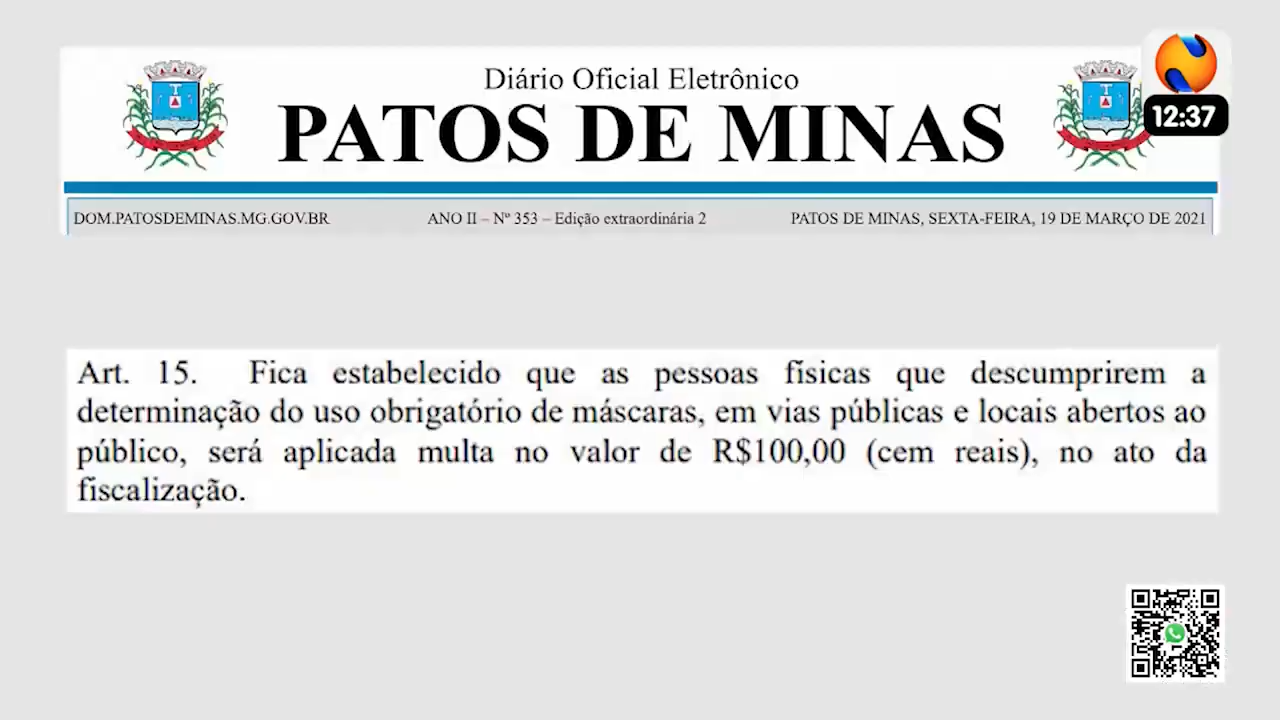 Diário Oficial Eletrônico
PATOS DE MINAS
12:37
DOM.PATOSDEMINAS.MG.GOV.BR ANO II – Nº 353 – Edição extraordinária 2 PATOS DE MINAS, SEXTA-FEIRA, 19 DE MARÇO DE 2021
Art. 15. Fica estabelecido que as pessoas físicas que descumprirem a
determinação do uso obrigatório de máscaras, em vias públicas e locais abertos ao
público, será aplicada multa no valor de R$100,00 (cem reais), no ato da
fiscalização.